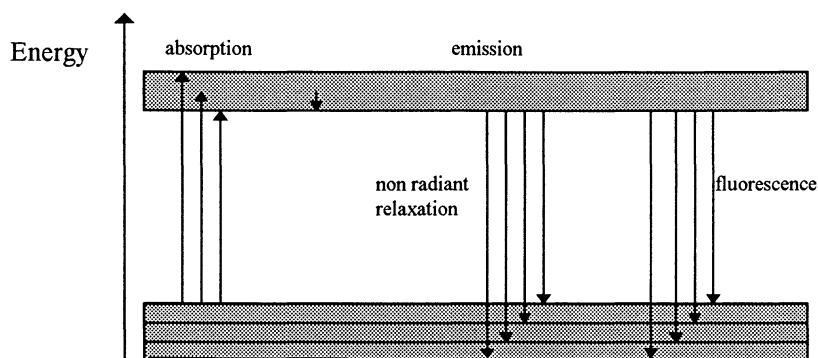 absorption
emission
Energy
non radiant
relaxation
fluorescence